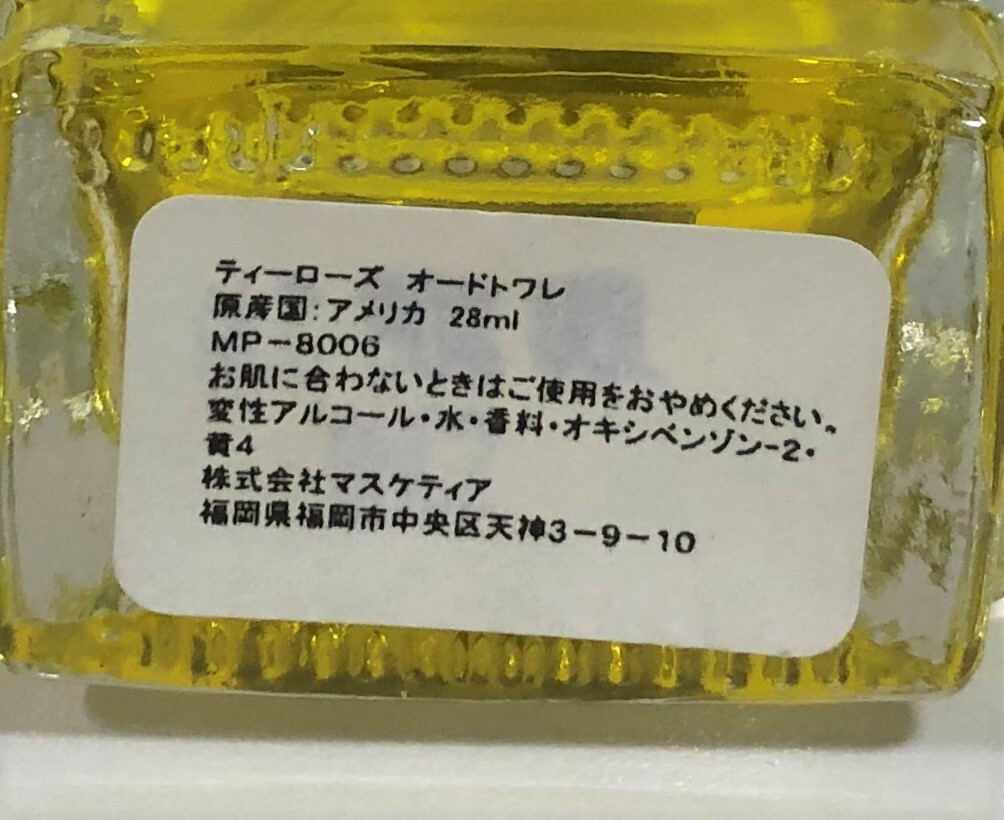 ティーローズ オードトワレ
原産国:アメリカ 28ml
MP-8006
お肌に合わないときはご使用をおやめください。
変性アルコール・水・香料・オキシベンゾン-2・
黄4
株式会社マスケティア
福岡県福岡市中央区天神3-9-10